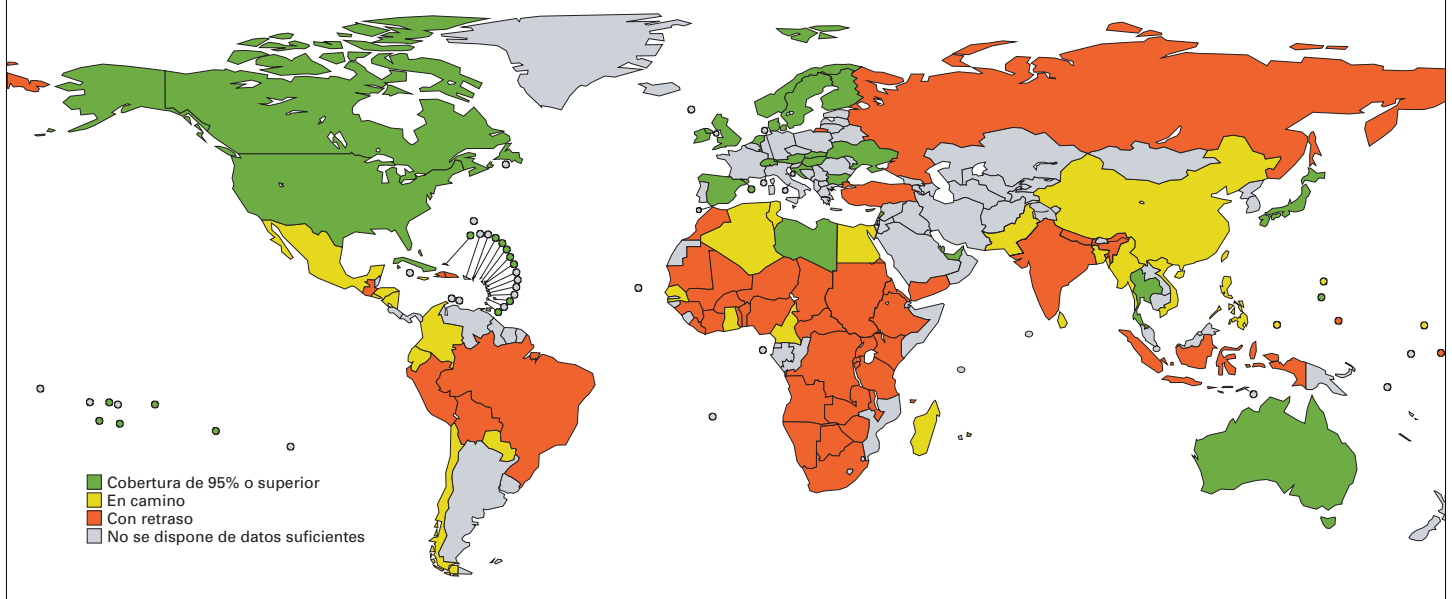 Cobertura de 95% o superior
En camino
Con retraso
No se dispone de datos suficientes